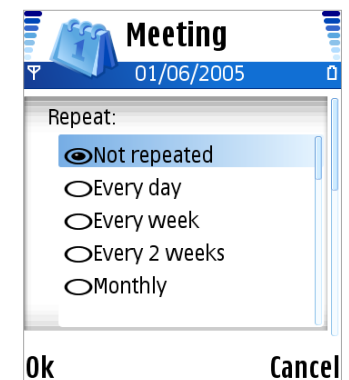 Meeting
01/06/2005
Repeat:
Not repeated
Every day
Every week
Every 2 weeks
Monthly
Ok Cancel